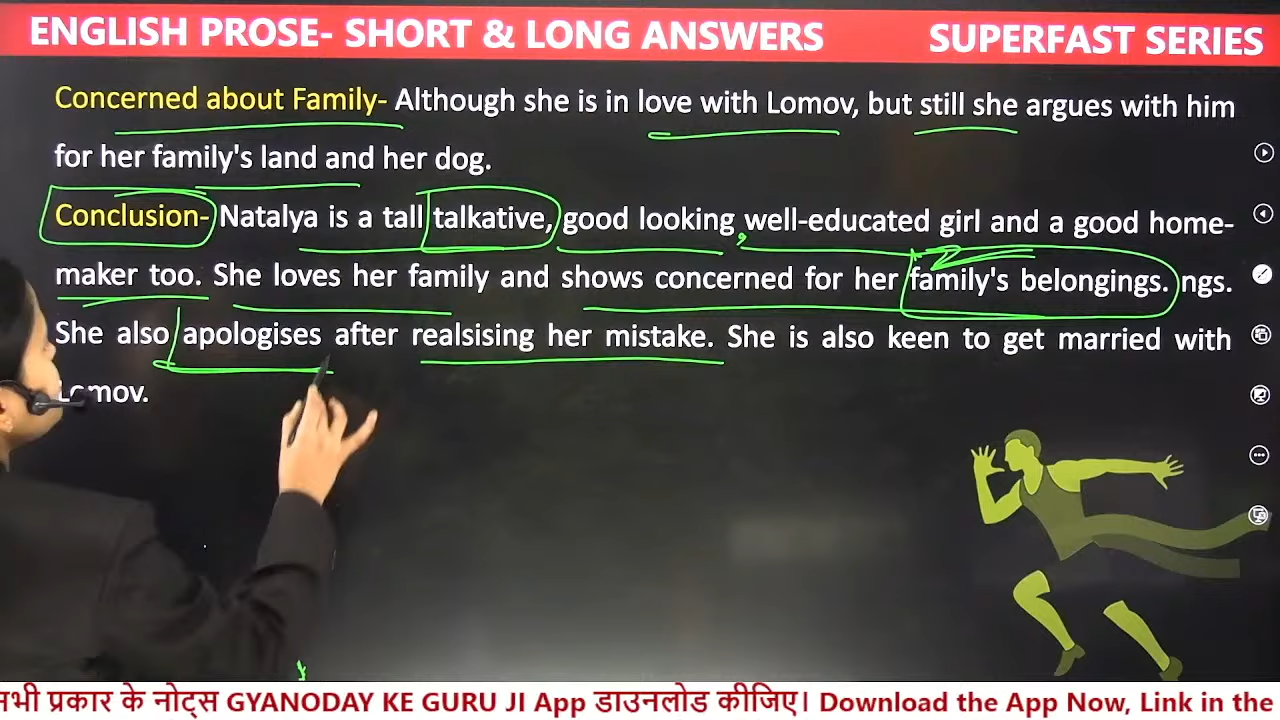 ENGLISH PROSE- SHORT & LONG ANSWERS SUPERFAST SERIES
Concerned about Family- Although she is in love with Lomov, but still she argues with him
for her family's land and her dog.
Conclusion- Natalya is a tall talkative, good looking, well-educated girl and a good home-
maker too. She loves her family and shows concerned for her family's belongings. ngs.
She also apologises after realsising her mistake. She is also keen to get married with
Lomov.
प्रकार के नोट्स GYANODAY KE GURU JI App डाउनलोड कीजिए। Download the App Now, Link in the